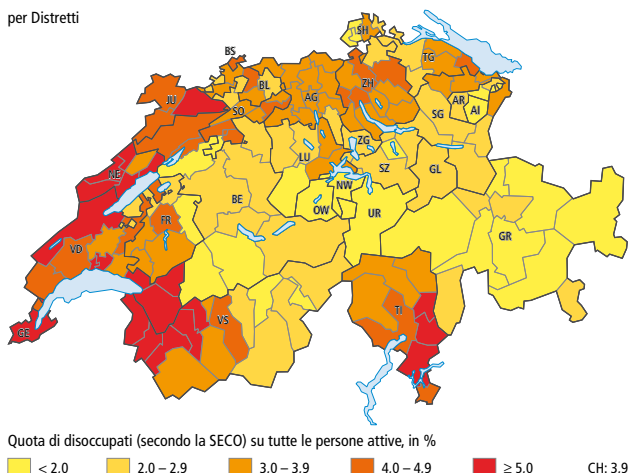 per Distretti
SH
BS
TG
BL
ZH
JU
AG
SO
AR
AI
SG
ZG
LU
NE
SZ
GL
NW
BE
OW
UR
FR
GR
VD
TI
VS
GE
Quota di disoccupati (secondo la SECO) su tutte le persone attive, in %
< 2.0 2.0 – 2.9 3.0 – 3.9 4.0 – 4.9 ≥ 5.0 CH: 3.9